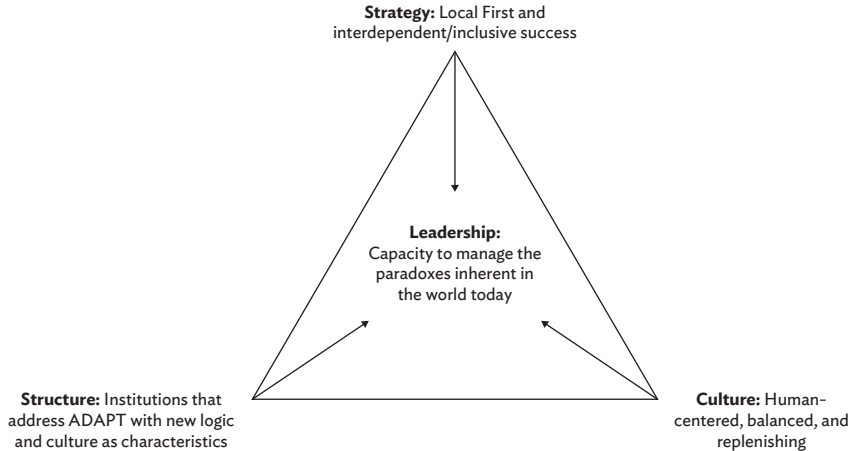 Strategy: Local First and
interdependent/inclusive success
Leadership:
Capacity to manage the
paradoxes inherent in
the world today
Structure: Institutions that
address ADAPT with new logic
and culture as characteristics
Culture: Human-
centered, balanced, and
replenishing